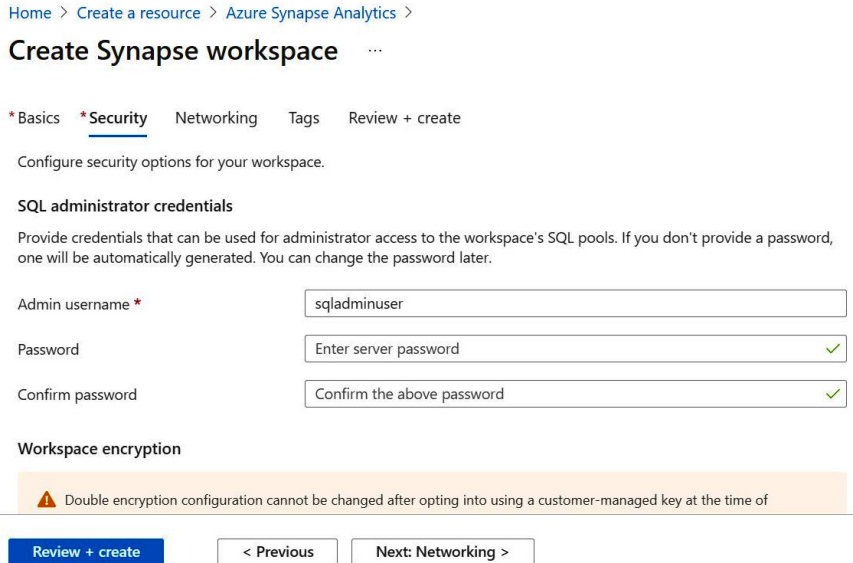 Home > Create a resource > Azure Synapse Analytics >
Create Synapse workspace ...
* Basics * Security Networking Tags Review + create
Configure security options for your workspace.
SQL administrator credentials
Provide credentials that can be used for administrator access to the workspace's SQL pools. If you don't provide a password,
one will be automatically generated. You can change the password later.
Admin username * sqladminuser
Password Enter server password
Confirm password Confirm the above password
Workspace encryption
Double encryption configuration cannot be changed after opting into using a customer-managed key at the time of
Review + create < Previous Next: Networking >